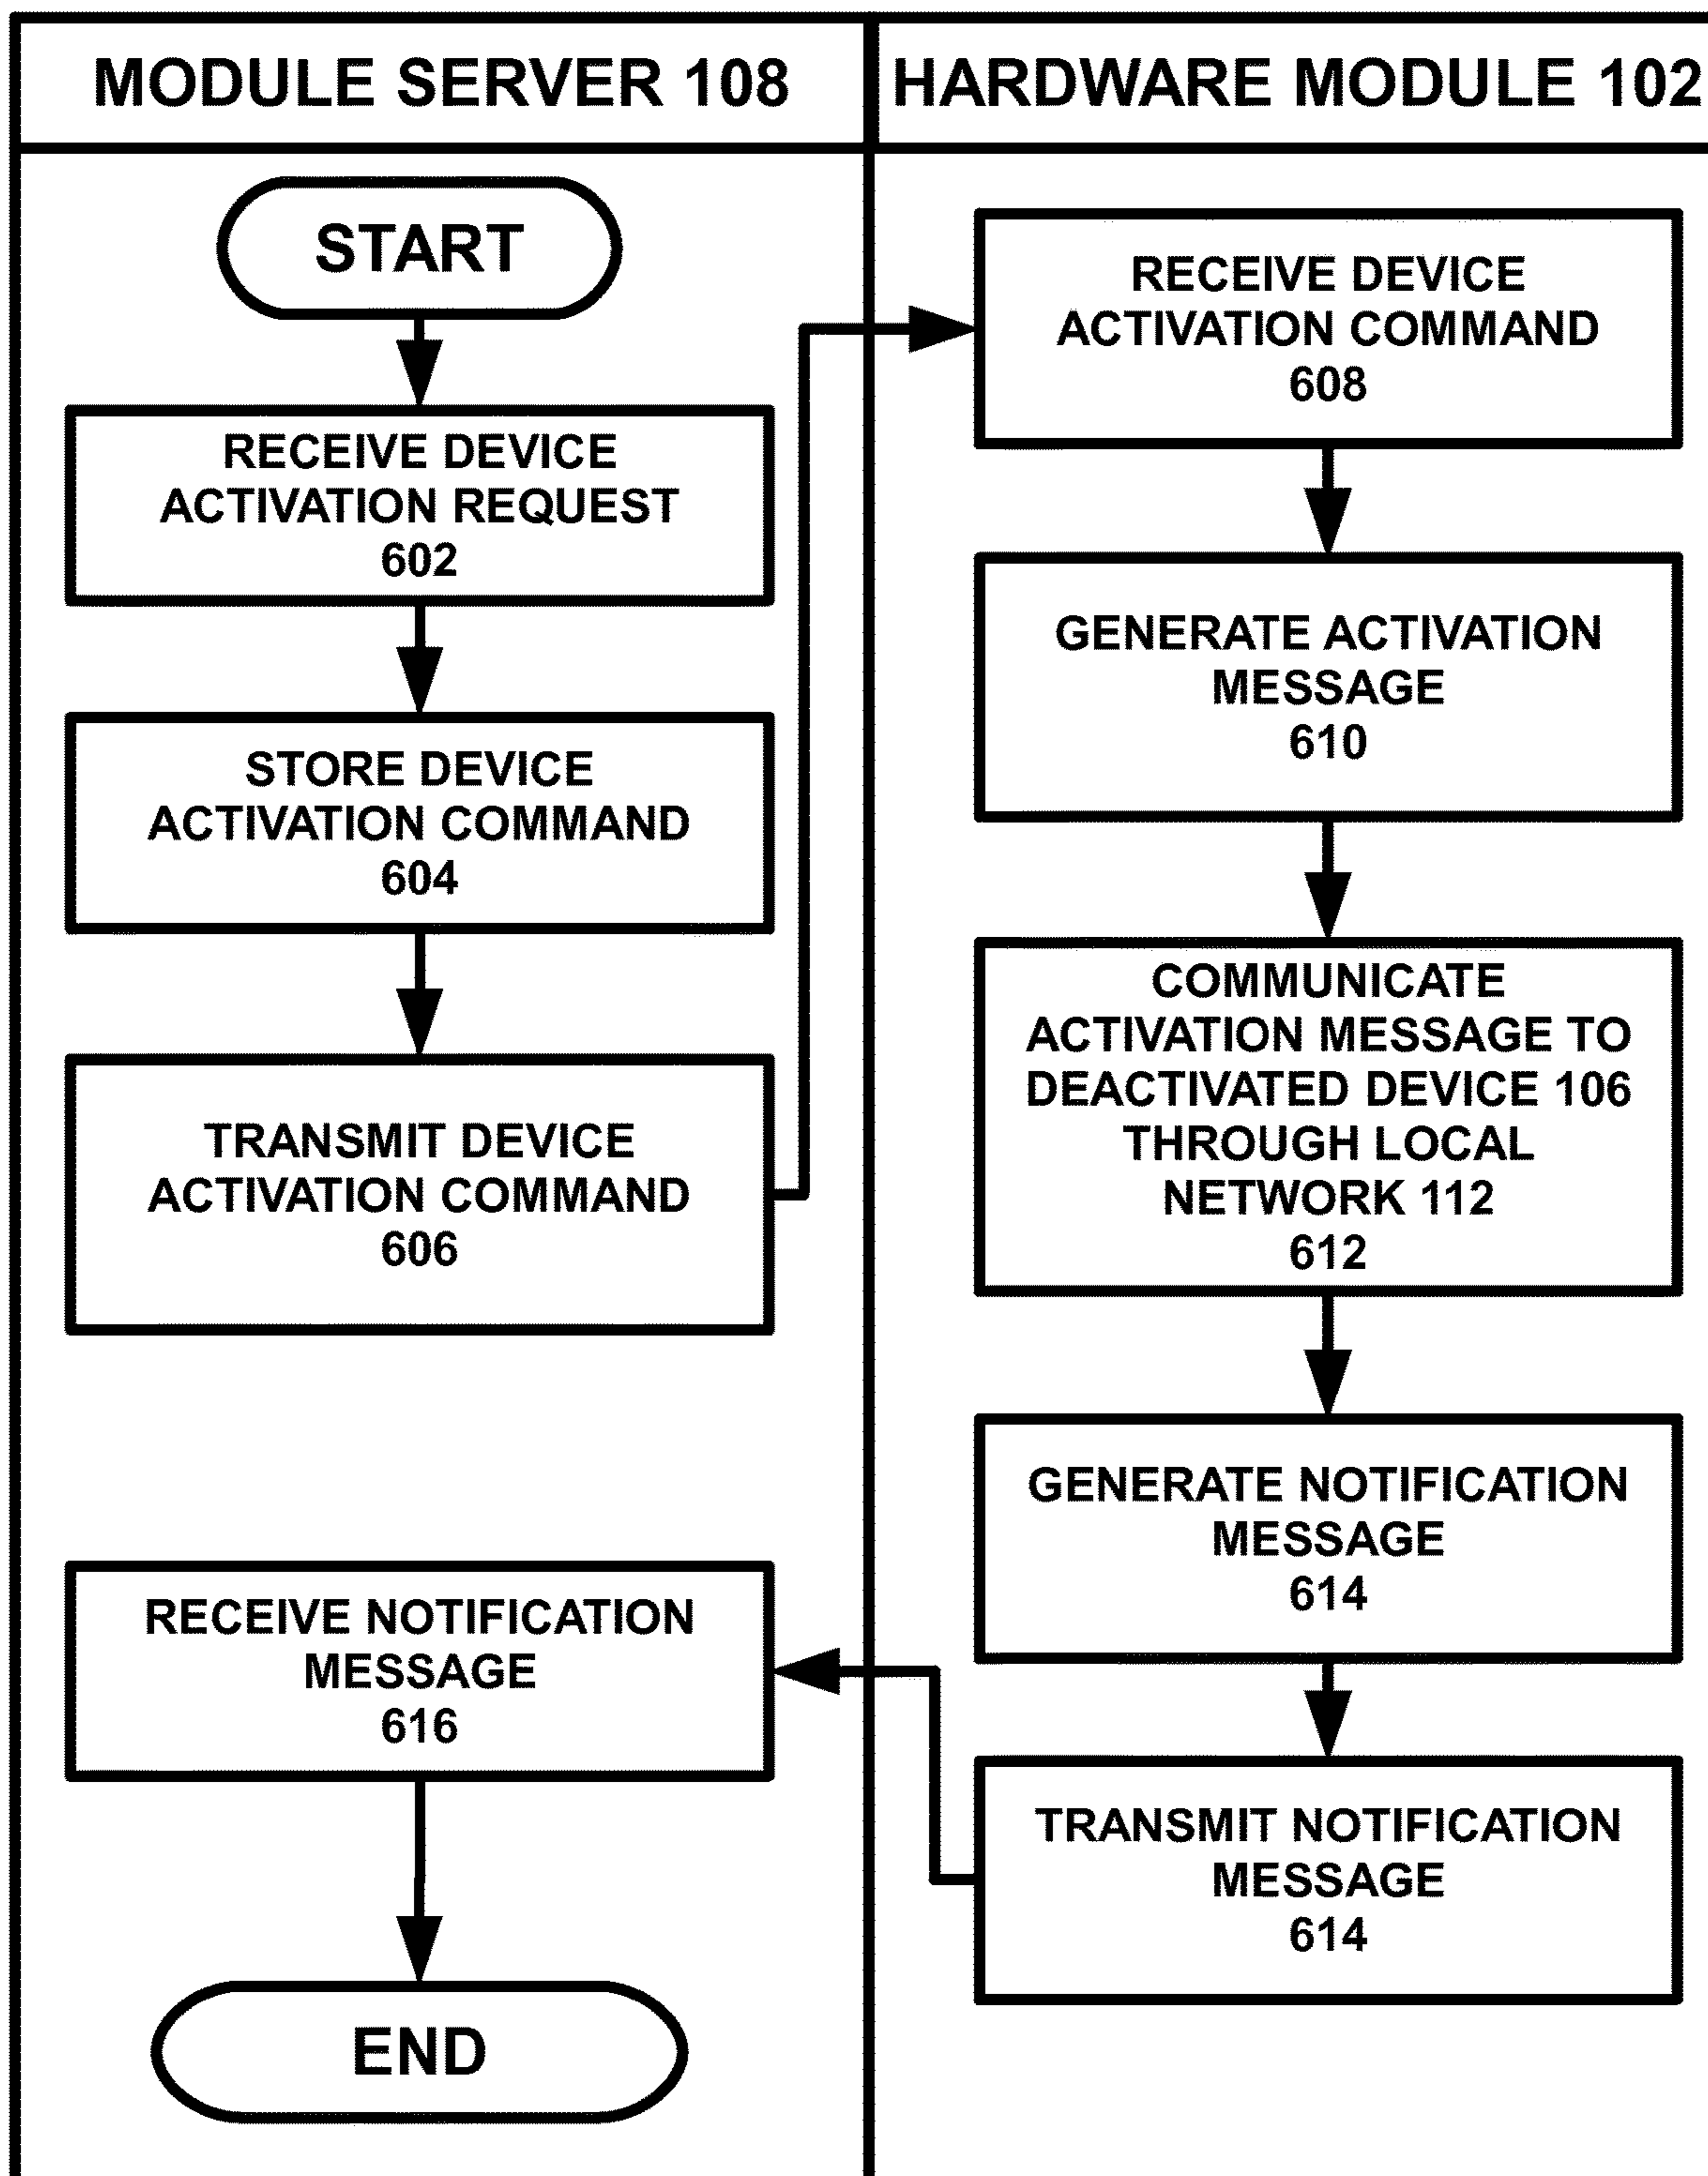 MODULE SERVER 108
HARDWARE MODULE 102
START
RECEIVE DEVICE
ACTIVATION REQUEST
602
STORE DEVICE
ACTIVATION COMMAND
604
TRANSMIT DEVICE
ACTIVATION COMMAND
606
RECEIVE DEVICE
ACTIVATION COMMAND
608
GENERATE ACTIVATION
MESSAGE
610
COMMUNICATE
ACTIVATION MESSAGE TO
DEACTIVATED DEVICE 106
THROUGH LOCAL
NETWORK 112
612
GENERATE NOTIFICATION
MESSAGE
614
TRANSMIT NOTIFICATION
MESSAGE
614
RECEIVE NOTIFICATION
MESSAGE
616
END